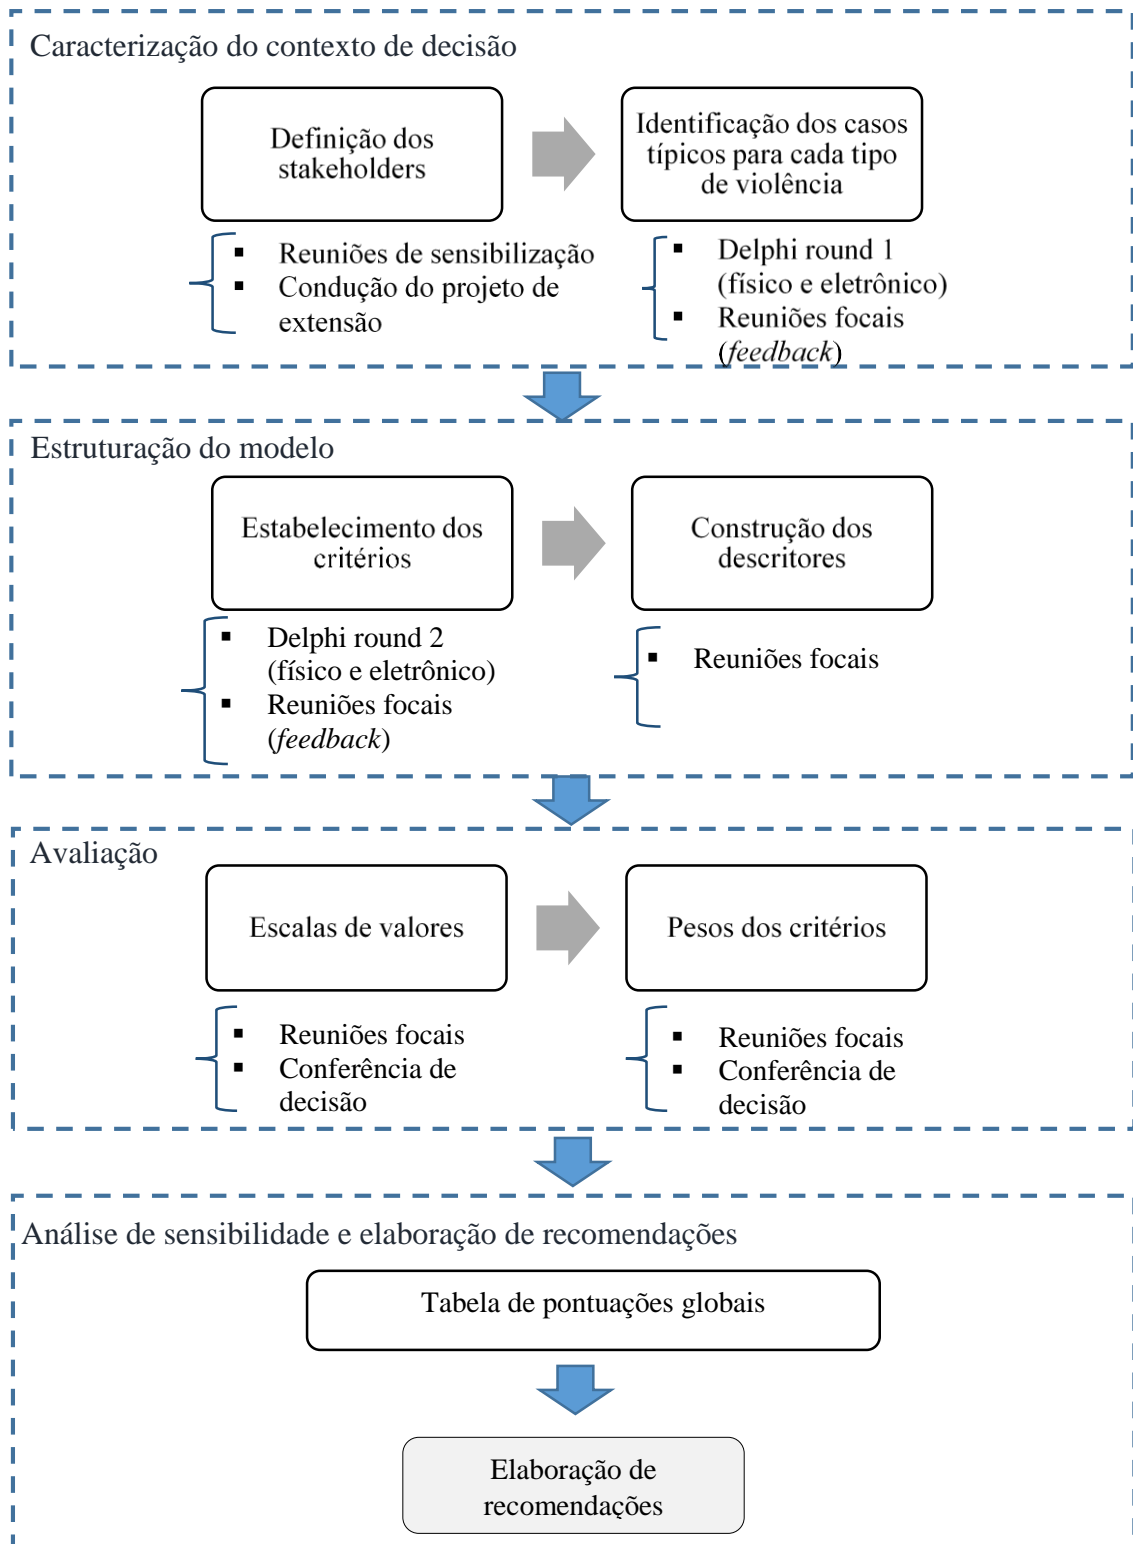 Caracterização do contexto de decisão
Definição dos
stakeholders
Identificação dos casos
típicos para cada tipo
de violência
▪ Reuniões de sensibilização
▪ Condução do projeto de
extensão
▪ Delphi round 1
(físico e eletrônico)
▪ Reuniões focais
(feedback)
Estruturação do modelo
Estabelecimento dos
critérios
Construção dos
descritores
▪ Delphi round 2
(físico e eletrônico)
▪ Reuniões focais
(feedback)
▪ Reuniões focais
Avaliação
Escalas de valores
Pesos dos critérios
▪ Reuniões focais
▪ Conferência de
decisão
▪ Reuniões focais
▪ Conferência de
decisão
Análise de sensibilidade e elaboração de recomendações
Tabela de pontuações globais
Elaboração de
recomendações